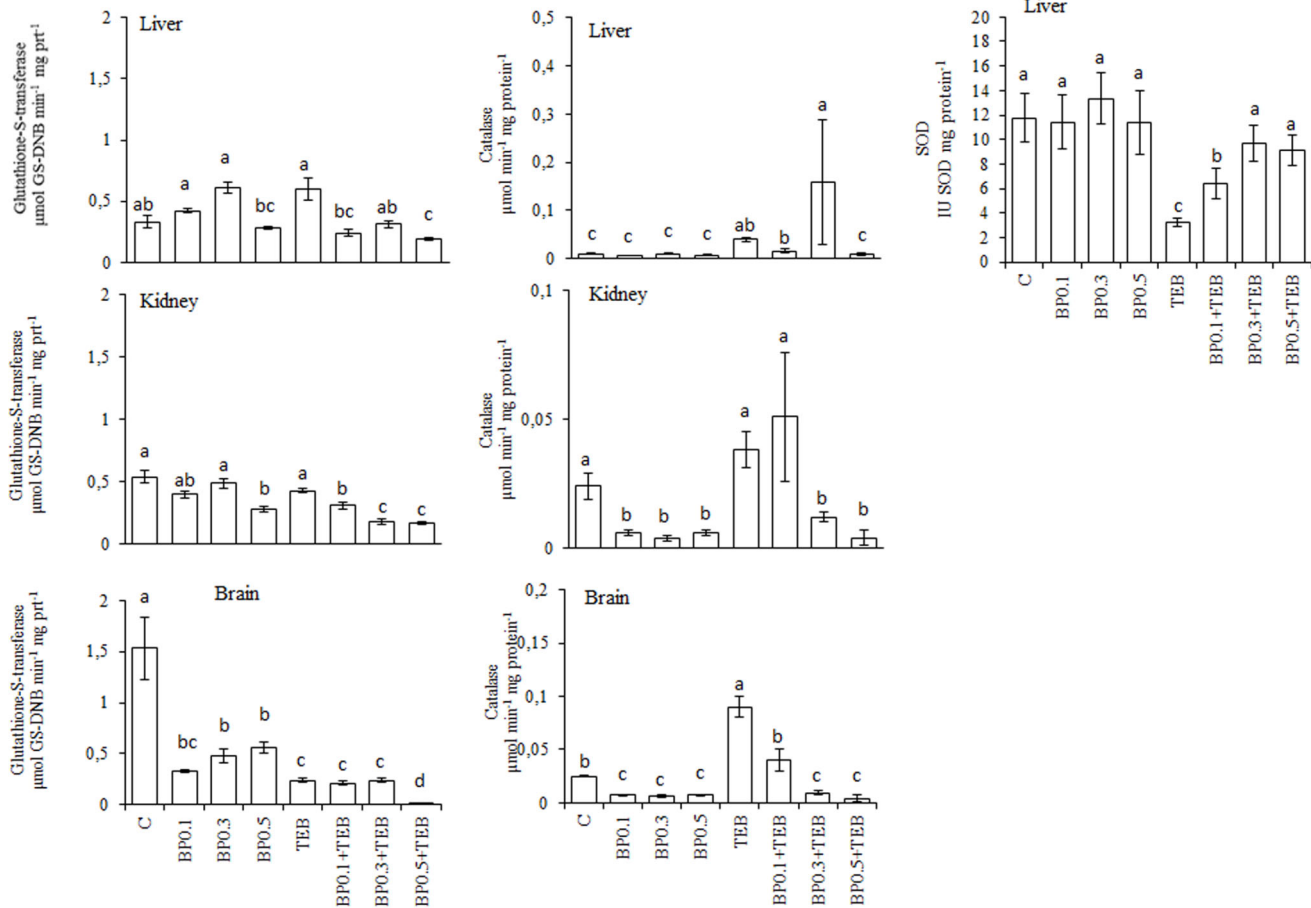 Liver
Glutathione-S-transferase
µmol GS-DNB min⁻¹ mg prt⁻¹
2
1,5
1
0,5
0
ab
a
a
bc
a
bc
ab
c
Liver
Catalase
µmol min⁻¹ mg protein⁻¹
0,5
0,4
0,3
0,2
0,1
0
c
c
c
c
ab
b
a
c
Liver
SOD
IU SOD mg protein⁻¹
20
18
16
14
12
10
8
6
4
2
0
a
a
a
a
c
b
a
a
C
BP0.1
BP0.3
BP0.5
TEB
BP0.1+TEB
BP0.3+TEB
BP0.5+TEB
Kidney
Glutathione-S-transferase
µmol GS-DNB min⁻¹ mg prt⁻¹
2
1,5
1
0,5
0
a
ab
a
b
a
b
c
c
Kidney
Catalase
µmol min⁻¹ mg protein⁻¹
0,1
0,05
0
a
b
b
b
a
a
b
b
Brain
Glutathione-S-transferase
µmol GS-DNB min⁻¹ mg prt⁻¹
2
1,5
1
0,5
0
a
bc
b
b
c
c
c
d
C
BP0.1
BP0.3
BP0.5
TEB
BP0.1+TEB
BP0.3+TEB
BP0.5+TEB
Brain
Catalase
µmol min⁻¹ mg protein⁻¹
0,2
0,15
0,1
0,05
0
b
c
c
c
a
b
c
c
C
BP0.1
BP0.3
BP0.5
TEB
BP0.1+TEB
BP0.3+TEB
BP0.5+TEB